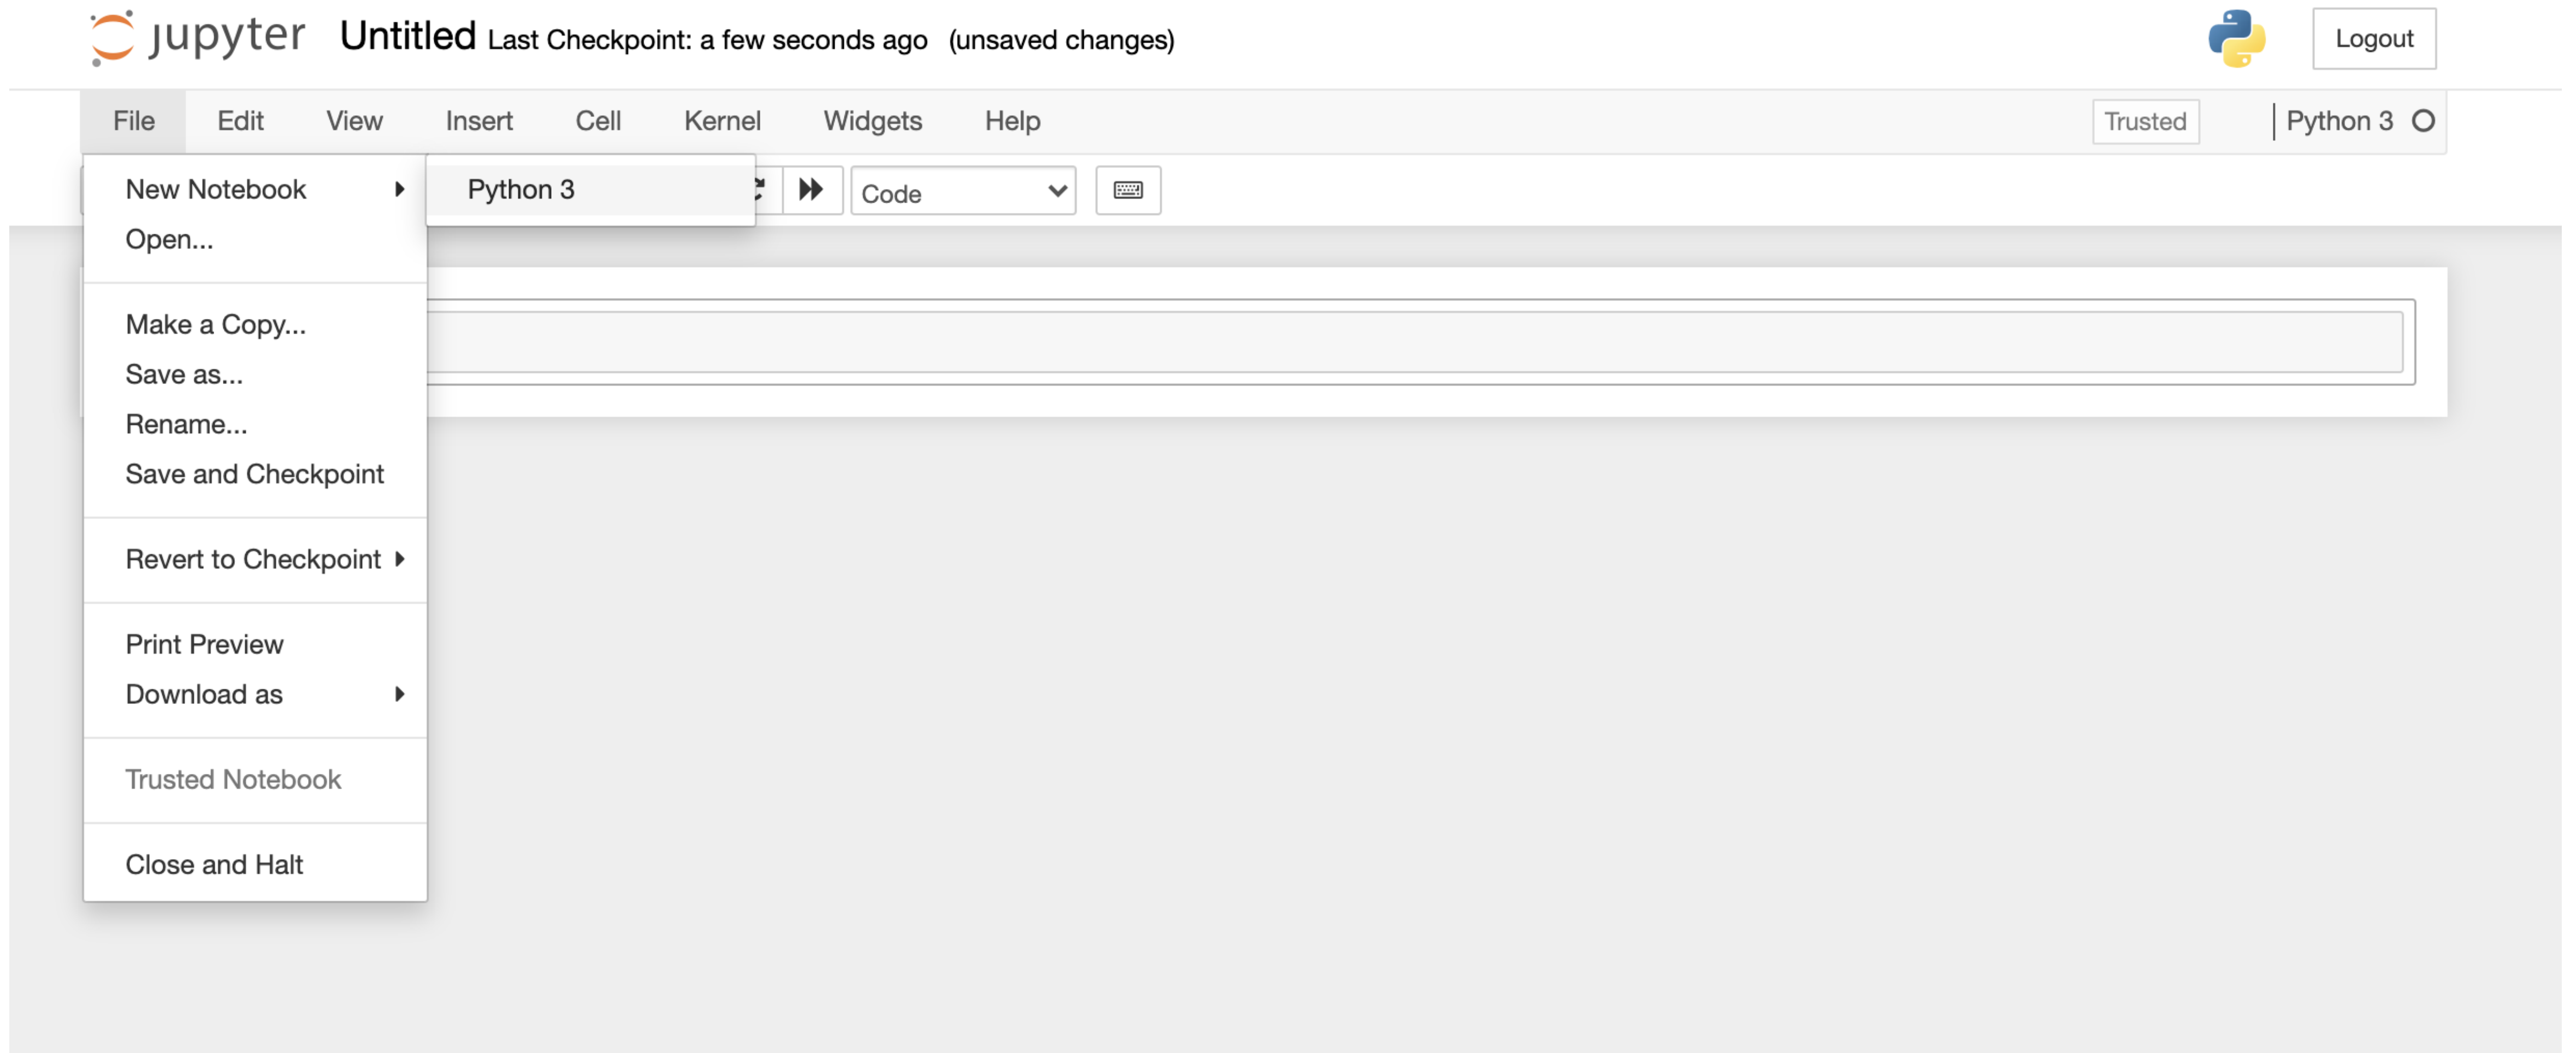 jupyter Untitled Last Checkpoint: a few seconds ago (unsaved changes) Logout
File Edit View Insert Cell Kernel Widgets Help Trusted Python 3
New Notebook Python 3 Code
Open...
Make a Copy...
Save as...
Rename...
Save and Checkpoint
Revert to Checkpoint
Print Preview
Download as
Trusted Notebook
Close and Halt